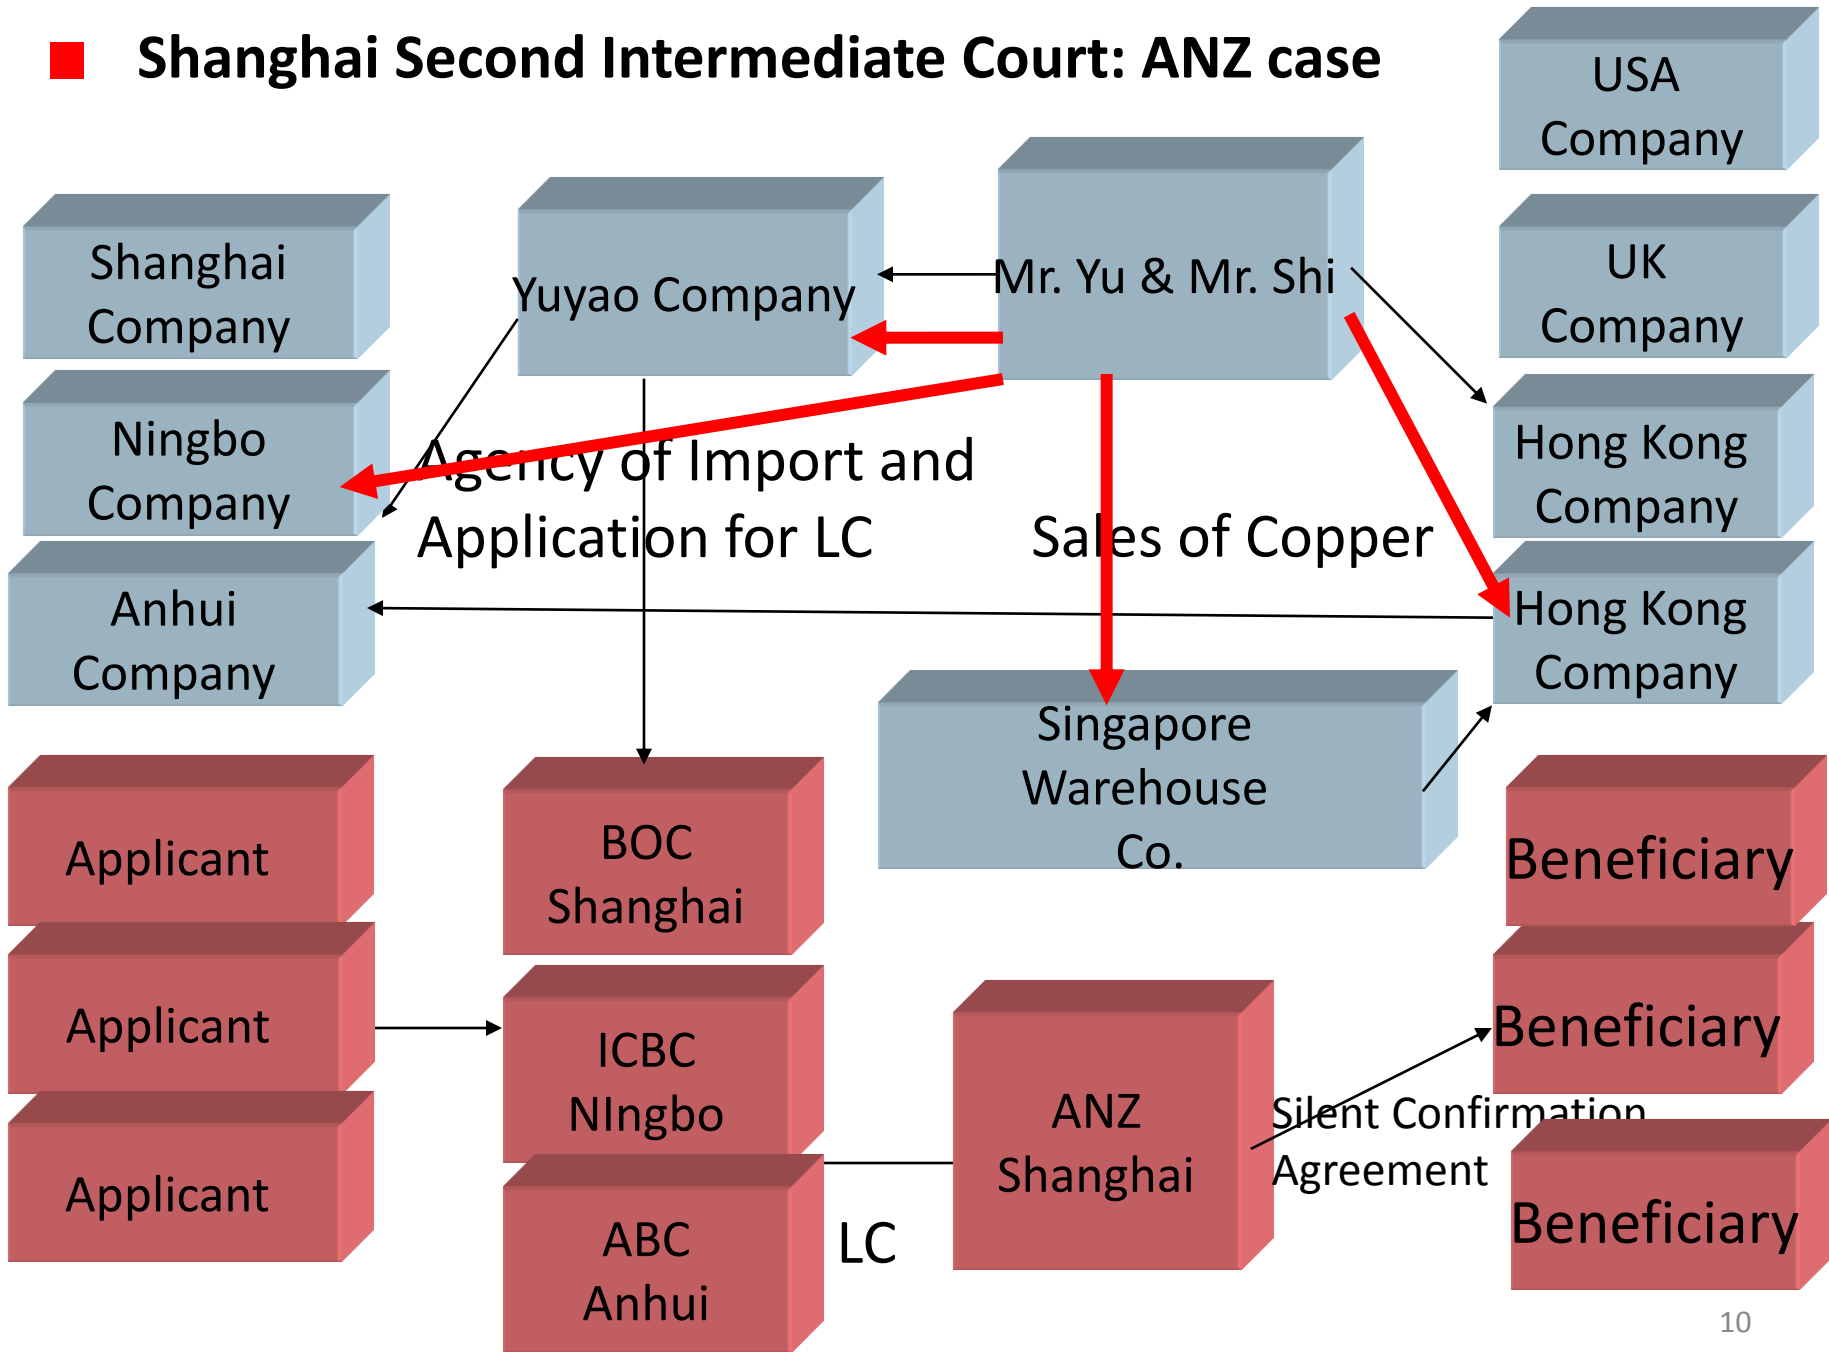 Shanghai Second Intermediate Court: ANZ case
USA
Company
UK
Company
Shanghai
Company
Yuyao Company
Mr. Yu & Mr. Shi
Ningbo
Company
Agency of Import and
Application for LC
Sales of Copper
Hong Kong
Company
Anhui
Company
Hong Kong
Company
Singapore
Warehouse
Co.
Applicant
BOC
Shanghai
Beneficiary
Applicant
ICBC
NIngbo
Beneficiary
ANZ
Shanghai
Silent Confirmation
Agreement
Applicant
ABC
Anhui
LC
Beneficiary
10